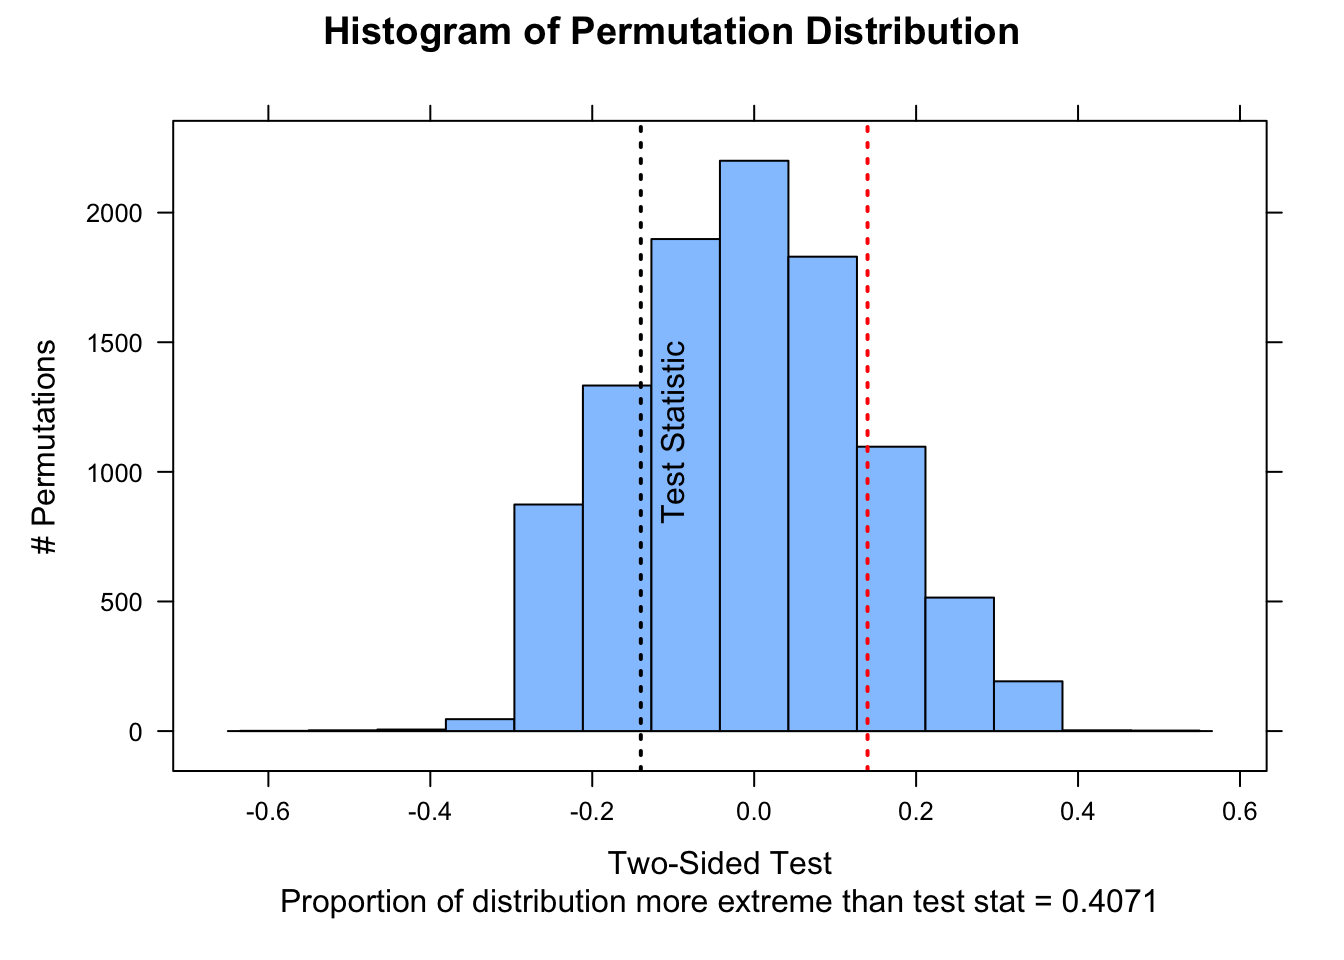 Histogram of Permutation Distribution
2000
1500
1000
500
0
# Permutations
Test Statistic
-0.6
-0.4
-0.2
0.0
0.2
0.4
0.6
Two-Sided Test
Proportion of distribution more extreme than test stat = 0.4071